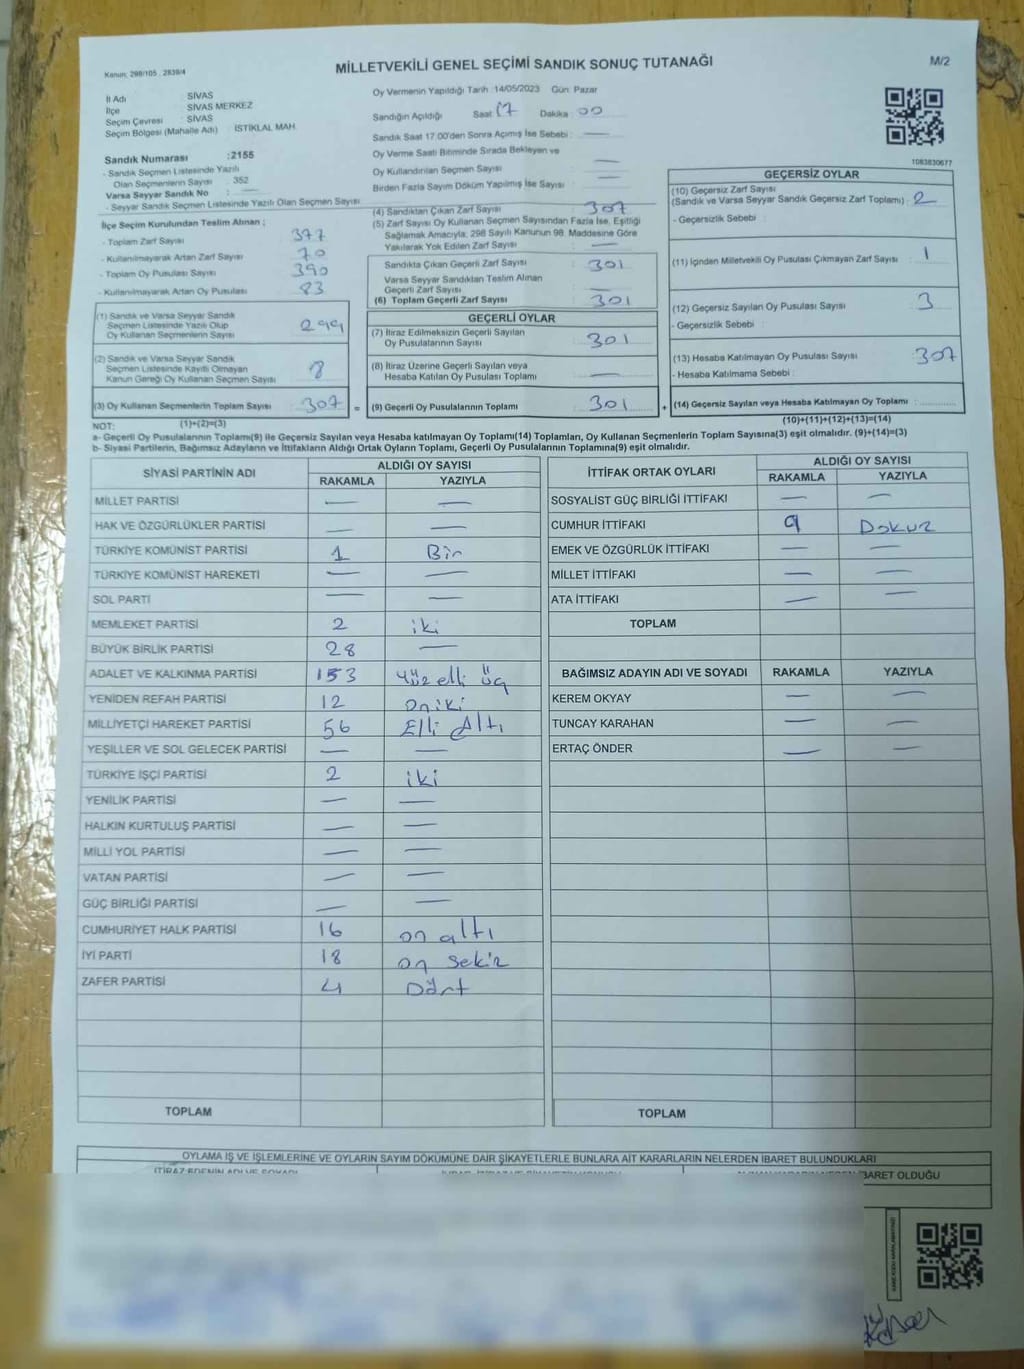 Kanun: 298/105 , 2839/4
MİLLETVEKİLİ GENEL SEÇİMİ SANDIK SONUÇ TUTANAĞI
M/2
İl Adı : SİVAS
İlçe : SİVAS MERKEZ
Seçim Çevresi : SİVAS
Seçim Bölgesi (Mahalle Adı) : İSTİKLAL MAH.
Sandık Numarası :2155
- Sandık Seçmen Listesinde Yazılı
Olan Seçmenlerin Sayısı : 352
Varsa Seyyar Sandık No : —
- Seyyar Sandık Seçmen Listesinde Yazılı Olan Seçmen Sayısı
Oy Vermenin Yapıldığı Tarih :14/05/2023 Gün: Pazar
Sandığın Açıldığı Saat 17 Dakika 00
Sandık Saat 17.00'den Sonra Açımış İse Sebebi : —
Oy Verme Saati Bitiminde Sırada Bekleyen ve
Oy Kullandırılan Seçmen Sayısı : —
Birden Fazla Sayım Döküm Yapılmış İse Sayısı : —
1083830677
İlçe Seçim Kurulundan Teslim Alınan ;
- Toplam Zarf Sayısı : 377
- Kullanılmayarak Artan Zarf Sayısı : 70
- Toplam Oy Pusulası Sayısı : 390
- Kullanılmayarak Artan Oy Pusulası : 83
(1) Sandık ve Varsa Seyyar Sandık
Seçmen Listesinde Yazılı Olup
Oy Kullanan Seçmenlerin Sayısı : 299
(2) Sandık ve Varsa Seyyar Sandık
Seçmen Listesinde Kayıtlı Olmayan
Kanun Gereği Oy Kullanan Seçmen Sayısı : 8
(3) Oy Kullanan Seçmenlerin Toplam Sayısı : 307 =
(1)+(2)=(3)
(4) Sandıktan Çıkan Zarf Sayısı : 307
(5) Zarf Sayısı Oy Kullanan Seçmen Sayısından Fazla İse, Eşitliği
Sağlamak Amacıyla, 298 Sayılı Kanunun 98. Maddesine Göre
Yakılarak Yok Edilen Zarf Sayısı : —
Sandıkta Çıkan Geçerli Zarf Sayısı : 301
Varsa Seyyar Sandıktan Teslim Alınan
Geçerli Zarf Sayısı : —
(6) Toplam Geçerli Zarf Sayısı : 301
GEÇERLİ OYLAR
(7) İtiraz Edilmeksizin Geçerli Sayılan
Oy Pusulalarının Sayısı : 301
(8) İtiraz Üzerine Geçerli Sayılan veya
Hesaba Katılan Oy Pusulası Toplamı : —
(9) Geçerli Oy Pusulalarının Toplamı : 301 +
GEÇERSİZ OYLAR
(10) Geçersiz Zarf Sayısı
(Sandık ve Varsa Seyyar Sandık Geçersiz Zarf Toplamı) : 2
- Geçersizlik Sebebi :
(11) İçinden Milletvekili Oy Pusulası Çıkmayan Zarf Sayısı : 1
(12) Geçersiz Sayılan Oy Pusulası Sayısı : 3
- Geçersizlik Sebebi :
(13) Hesaba Katılmayan Oy Pusulası Sayısı : 307
- Hesaba Katılmama Sebebi :
(14) Geçersiz Sayılan veya Hesaba Katılmayan Oy Toplamı :
(10)+(11)+(12)+(13)=(14)
NOT:
a- Geçerli Oy Pusulalarının Toplamı(9) ile Geçersiz Sayılan veya Hesaba katılmayan Oy Toplamı(14) Toplamları, Oy Kullanan Seçmenlerin Toplam Sayısına(3) eşit olmalıdır. (9)+(14)=(3)
b- Siyasi Partilerin, Bağımsız Adayların ve İttifakların Aldığı Oy Sayısı Toplamı, Geçerli Oy Pusulalarının Toplamına(9) eşit olmalıdır.
SİYASİ PARTİNİN ADI ALDIĞI OY SAYISI
RAKAMLA YAZIYLA
MİLLET PARTİSİ — —
HAK VE ÖZGÜRLÜKLER PARTİSİ — —
TÜRKİYE KOMÜNİST PARTİSİ 1 Bir
TÜRKİYE KOMÜNİST HAREKETİ — —
SOL PARTİ — —
MEMLEKET PARTİSİ 2 iki
BÜYÜK BİRLİK PARTİSİ 28 —
ADALET VE KALKINMA PARTİSİ 153 Yüz elli üç
YENİDEN REFAH PARTİSİ 12 oniki
MİLLİYETÇİ HAREKET PARTİSİ 56 Elli Altı
YEŞİLLER VE SOL GELECEK PARTİSİ — —
TÜRKİYE İŞÇİ PARTİSİ 2 iki
YENİLİK PARTİSİ — —
HALKIN KURTULUŞ PARTİSİ — —
MİLLİ YOL PARTİSİ — —
VATAN PARTİSİ — —
GÜÇ BİRLİĞİ PARTİSİ — —
CUMHURİYET HALK PARTİSİ 16 on altı
İYİ PARTİ 18 on sekiz
ZAFER PARTİSİ 4 Dört
TOPLAM
İTTİFAK ORTAK OYLARI ALDIĞI OY SAYISI
RAKAMLA YAZIYLA
SOSYALİST GÜÇ BİRLİĞİ İTTİFAKI — —
CUMHUR İTTİFAKI 9 Dokuz
EMEK VE ÖZGÜRLÜK İTTİFAKI — —
MİLLET İTTİFAKI — —
ATA İTTİFAKI — —
TOPLAM
BAĞIMSIZ ADAYIN ADI VE SOYADI RAKAMLA YAZIYLA
KEREM OKYAY — —
TUNCAY KARAHAN — —
ERTAÇ ÖNDER — —
TOPLAM
OYLAMA İŞ VE İŞLEMLERİNE VE OYLARIN SAYIM DÖKÜMÜNE DAİR ŞİKAYETLERLE BUNLARA AİT KARARLARIN NELERDEN İBARET BULUNDUKLARI
İTİRAZ EDENİN ADI VE SOYADI
İBARET OLDUĞU